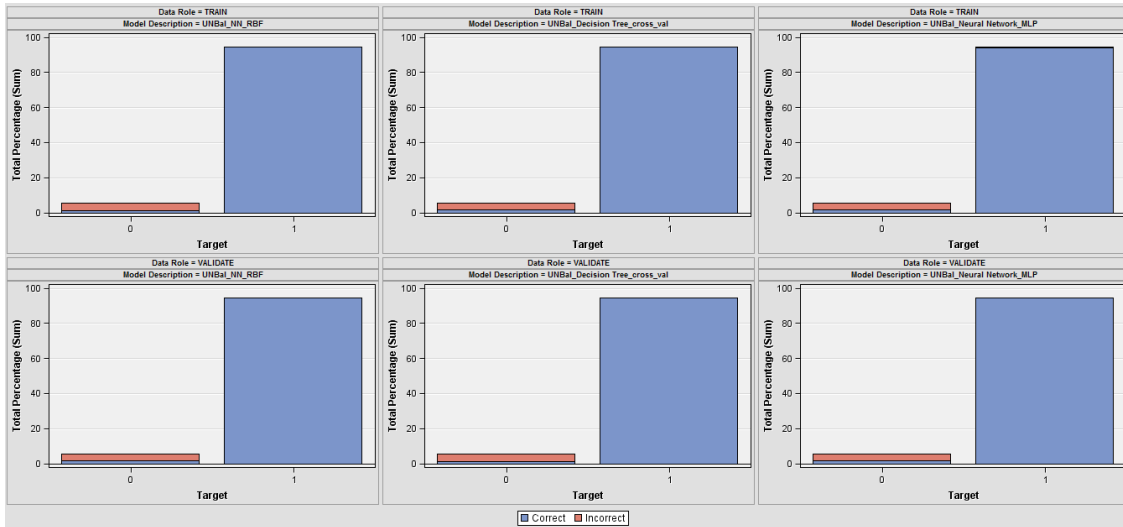 Data Role = TRAIN
Model Description = UNBal_NN_RBF
Total Percentage (Sum)
100
80
60
40
20
0
0 1
Target
Data Role = TRAIN
Model Description = UNBal_Decision Tree_cross_val
Total Percentage (Sum)
100
80
60
40
20
0
0 1
Target
Data Role = TRAIN
Model Description = UNBal_Neural Network_MLP
Total Percentage (Sum)
100
80
60
40
20
0
0 1
Target
Data Role = VALIDATE
Model Description = UNBal_NN_RBF
Total Percentage (Sum)
100
80
60
40
20
0
0 1
Target
Data Role = VALIDATE
Model Description = UNBal_Decision Tree_cross_val
Total Percentage (Sum)
100
80
60
40
20
0
0 1
Target
Data Role = VALIDATE
Model Description = UNBal_Neural Network_MLP
Total Percentage (Sum)
100
80
60
40
20
0
0 1
Target
Correct Incorrect